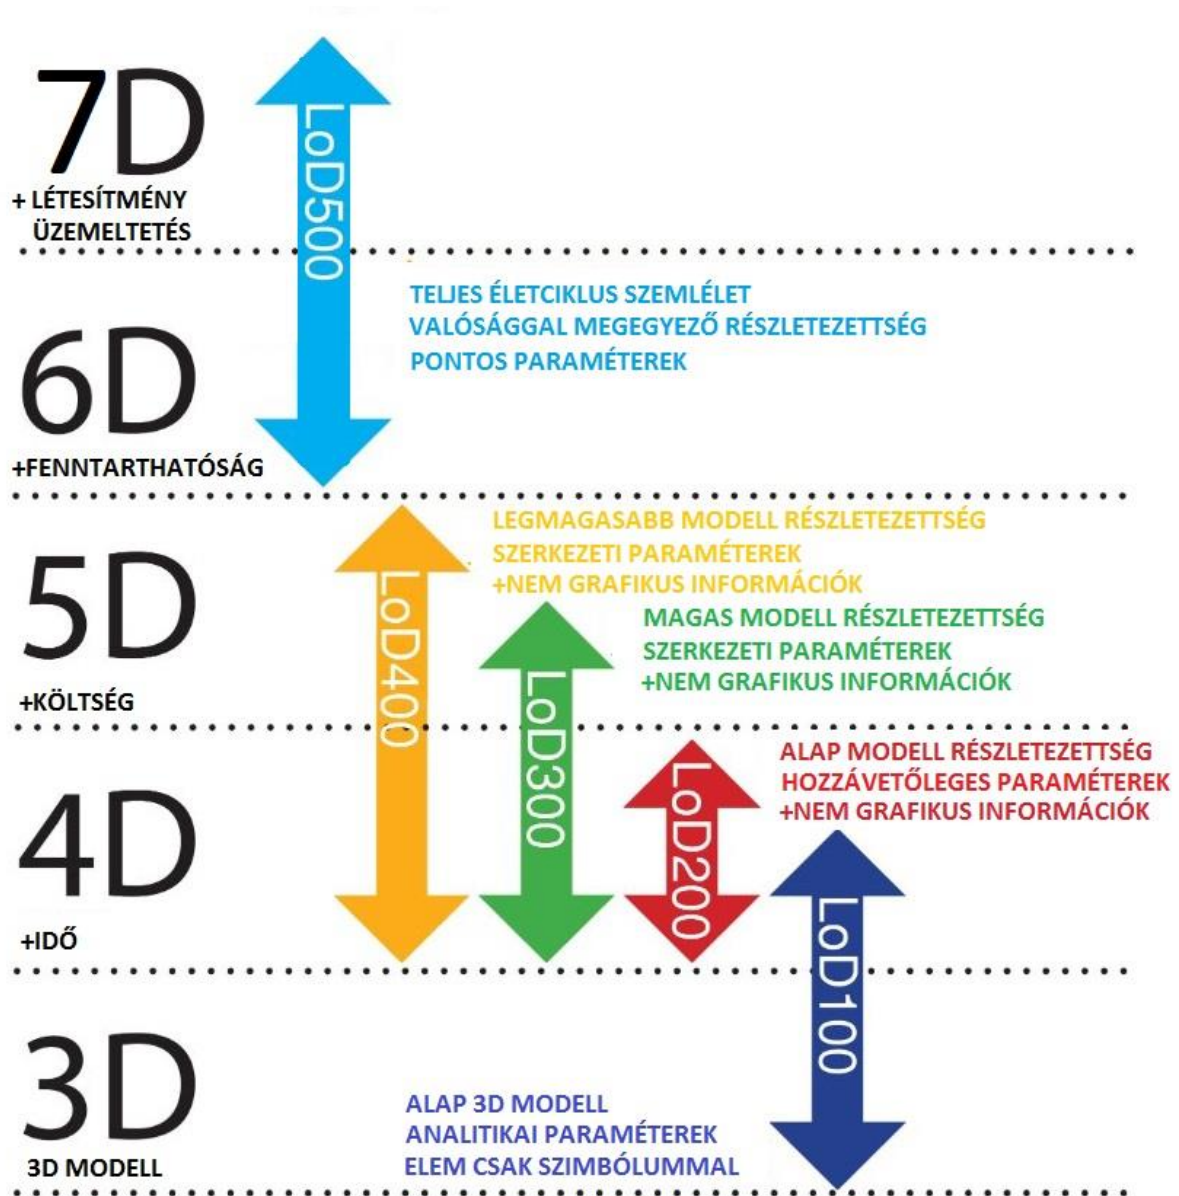 7D
+ LÉTESÍTMÉNY
ÜZEMELTETÉS
LoD500
TELJES ÉLETCIKLUS SZEMLÉLET
VALÓSÁGGAL MEGEGYEZŐ RÉSZLETEZETTSÉG
PONTOS PARAMÉTEREK
6D
+FENNTARTHATÓSÁG
LEGMAGASABB MODELL RÉSZLETEZETTSÉG
SZERKEZETI PARAMÉTEREK
+NEM GRAFIKUS INFORMÁCIÓK
5D
+KÖLTSÉG
LoD400
MAGAS MODELL RÉSZLETEZETTSÉG
SZERKEZETI PARAMÉTEREK
+NEM GRAFIKUS INFORMÁCIÓK
LoD300
ALAP MODELL RÉSZLETEZETTSÉG
HOZZÁVETŐLEGES PARAMÉTEREK
+NEM GRAFIKUS INFORMÁCIÓK
4D
+IDŐ
LoD200
LoD100
3D
3D MODELL
ALAP 3D MODELL
ANALITIKAI PARAMÉTEREK
ELEM CSAK SZIMBÓLUMMAL